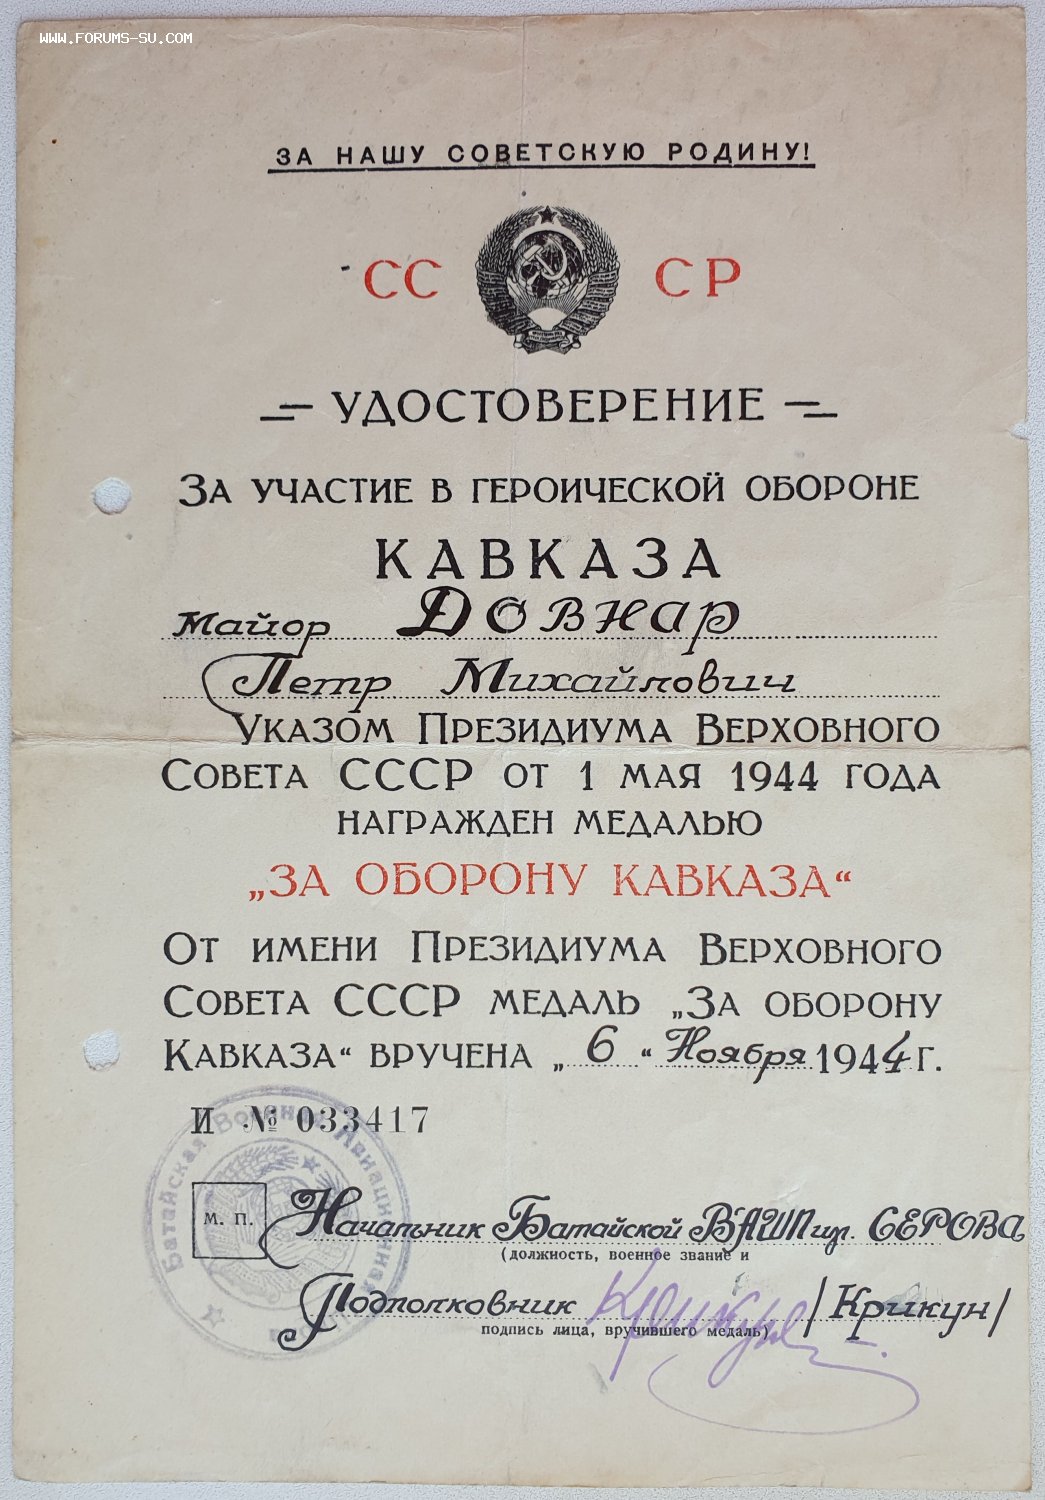 WWW.FORUMS-SU.COM
ЗА НАШУ СОВЕТСКУЮ РОДИНУ!
СС СР
УДОСТОВЕРЕНИЕ
ЗА УЧАСТИЕ В ГЕРОИЧЕСКОЙ ОБОРОНЕ
КАВКАЗА
Майор ДОВНАР
Петр Михайлович
УКАЗОМ ПРЕЗИДИУМА ВЕРХОВНОГО
СОВЕТА СССР ОТ 1 МАЯ 1944 ГОДА
НАГРАЖДЕН МЕДАЛЬЮ
„ЗА ОБОРОНУ КАВКАЗА“
ОТ ИМЕНИ ПРЕЗИДИУМА ВЕРХОВНОГО
СОВЕТА СССР МЕДАЛЬ „ЗА ОБОРОНУ
КАВКАЗА“ ВРУЧЕНА „6“ Ноября 1944 г.
И № 033417
Батайская Военная Авиационная
М. П.
Начальник Батайской ВАШП им. СЕРОВА
(должность, военное звание и
Подполковник /Крикун/
подпись лица, вручившего медаль)